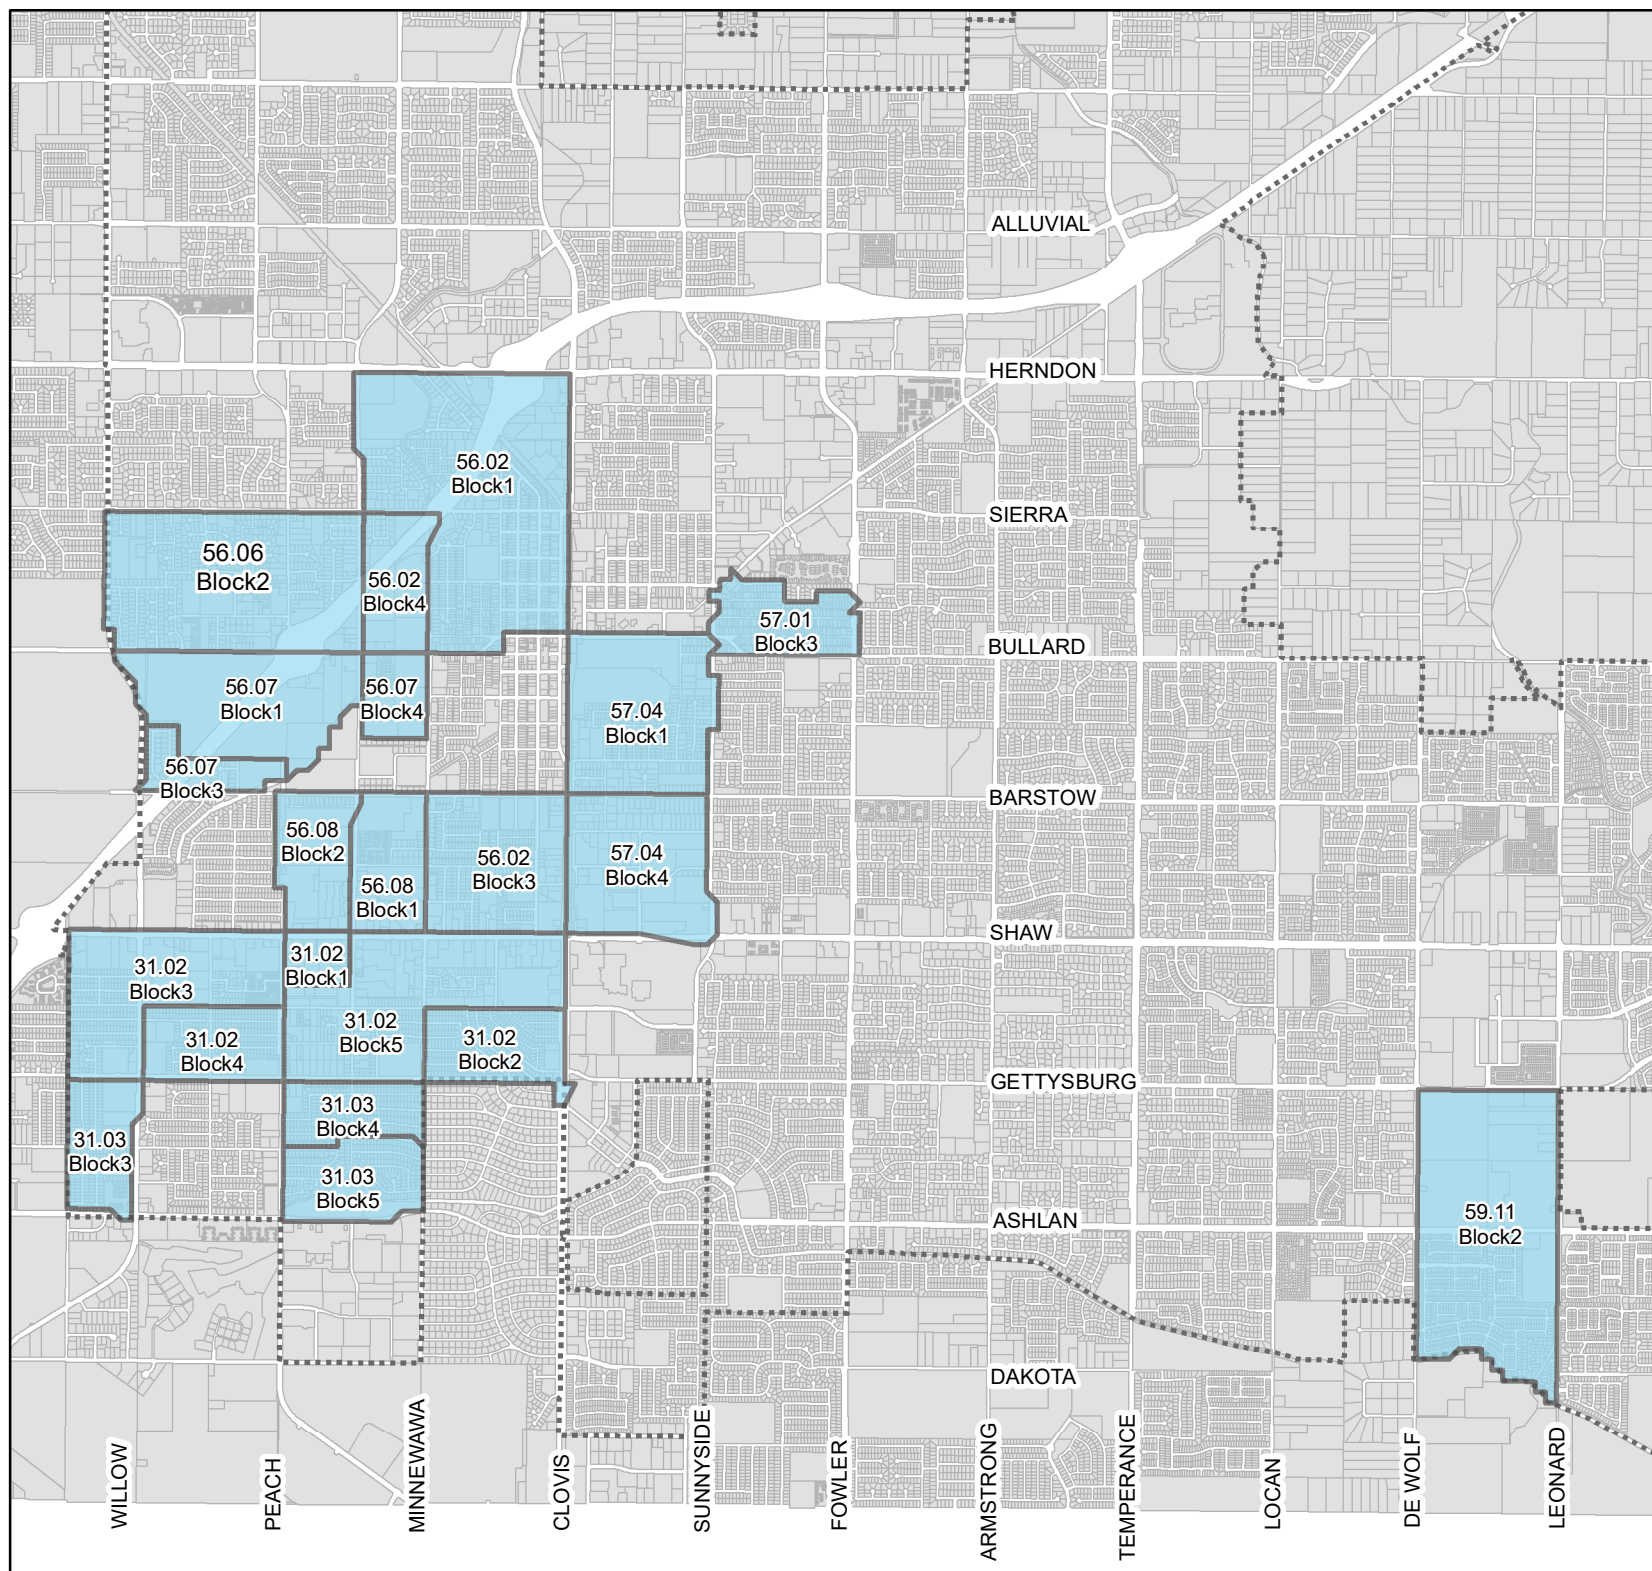 ALLUVIAL
HERNDON
56.02
Block1
SIERRA
56.06
Block2
56.02
Block4
57.01
Block3
BULLARD
56.07
Block1
56.07
Block4
57.04
Block1
56.07
Block3
BARSTOW
56.08
Block2
56.02
Block3
57.04
Block4
56.08
Block1
SHAW
31.02
Block3
31.02
Block1
31.02
Block4
31.02
Block5
31.02
Block2
GETTYSBURG
31.03
Block4
31.03
Block3
31.03
Block5
ASHLAN
59.11
Block2
DAKOTA
WILLOW
PEACH
MINNEWAWA
CLOVIS
SUNNYSIDE
FOWLER
ARMSTRONG
TEMPERANCE
LOCAN
DE WOLF
LEONARD